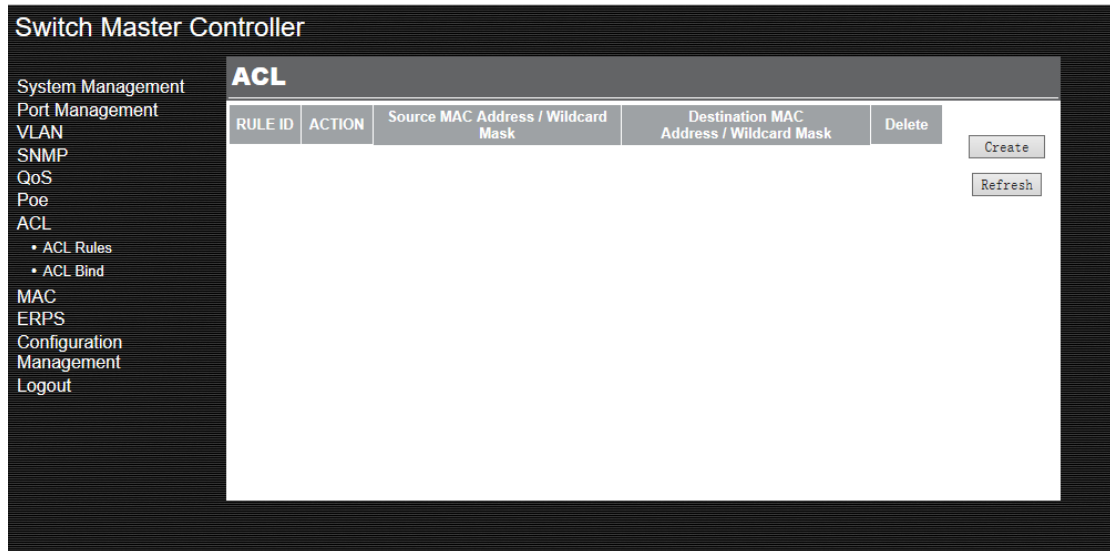 Switch Master Controller
System Management
Port Management
VLAN
SNMP
QoS
Poe
ACL
• ACL Rules
• ACL Bind
MAC
ERPS
Configuration
Management
Logout
ACL
RULE ID
ACTION
Source MAC Address / Wildcard
Mask
Destination MAC
Address / Wildcard Mask
Delete
Create
Refresh